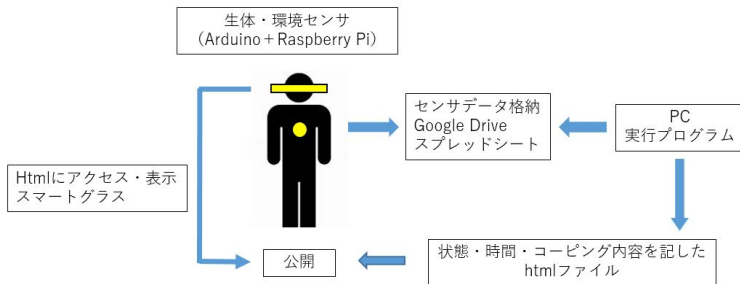 生体・環境センサ
(Arduino+Raspberry Pi)
センサデータ格納
Google Drive
スプレッドシート
PC
実行プログラム
Htmlにアクセス・表示
スマートグラス
公開
状態・時間・コーピング内容を記した
htmlファイル